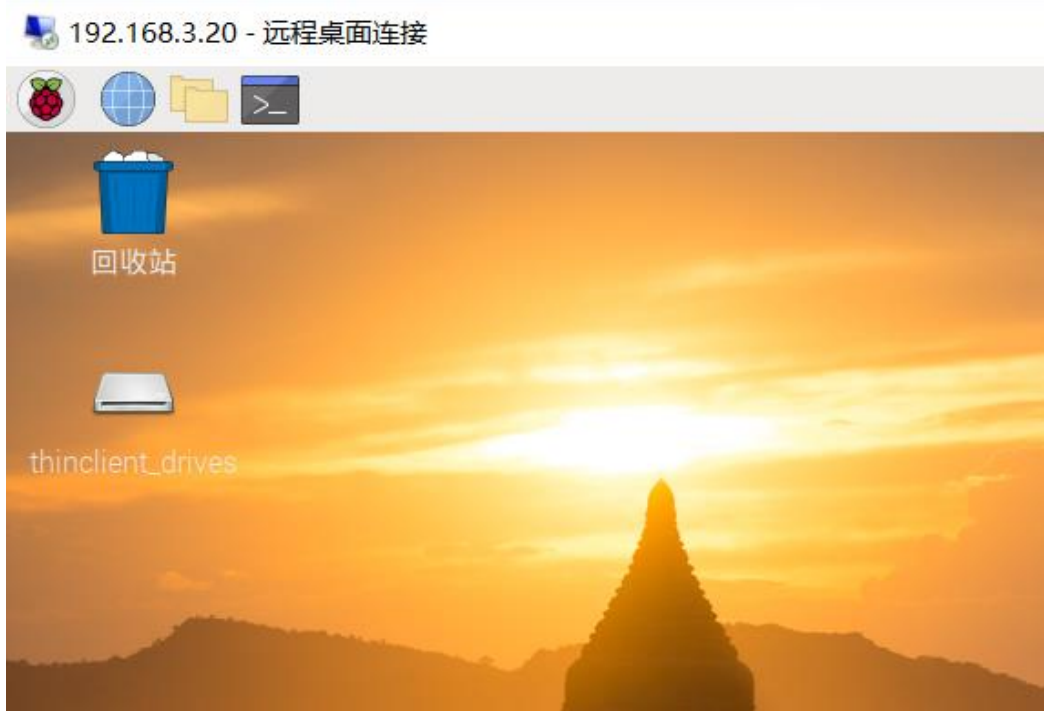 192.168.3.20 - 远程桌面连接
>_
回收站
thinclient_drives